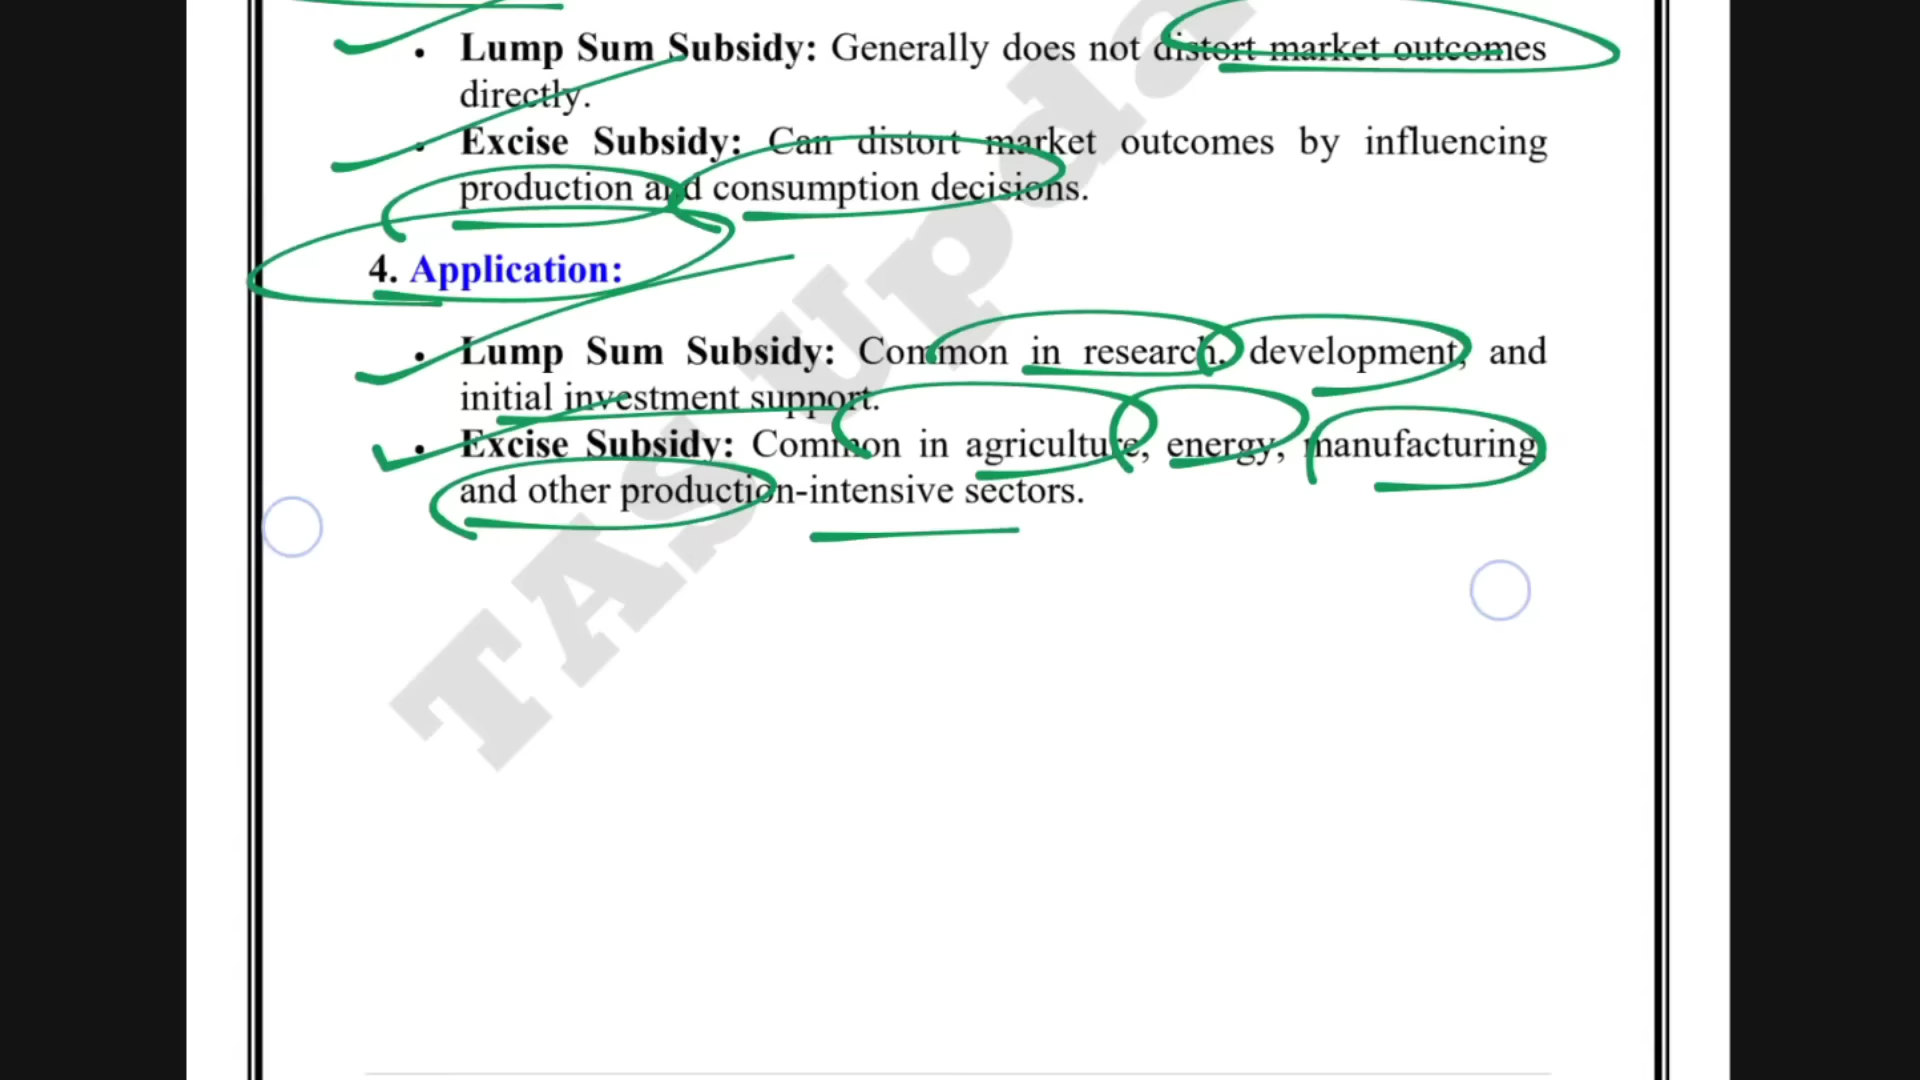 • Lump Sum Subsidy: Generally does not distort market outcomes
directly.
• Excise Subsidy: Can distort market outcomes by influencing
production and consumption decisions.
4. Application:
• Lump Sum Subsidy: Common in research, development, and
initial investment support.
• Excise Subsidy: Common in agriculture, energy, manufacturing,
and other production-intensive sectors.
TAS Upda